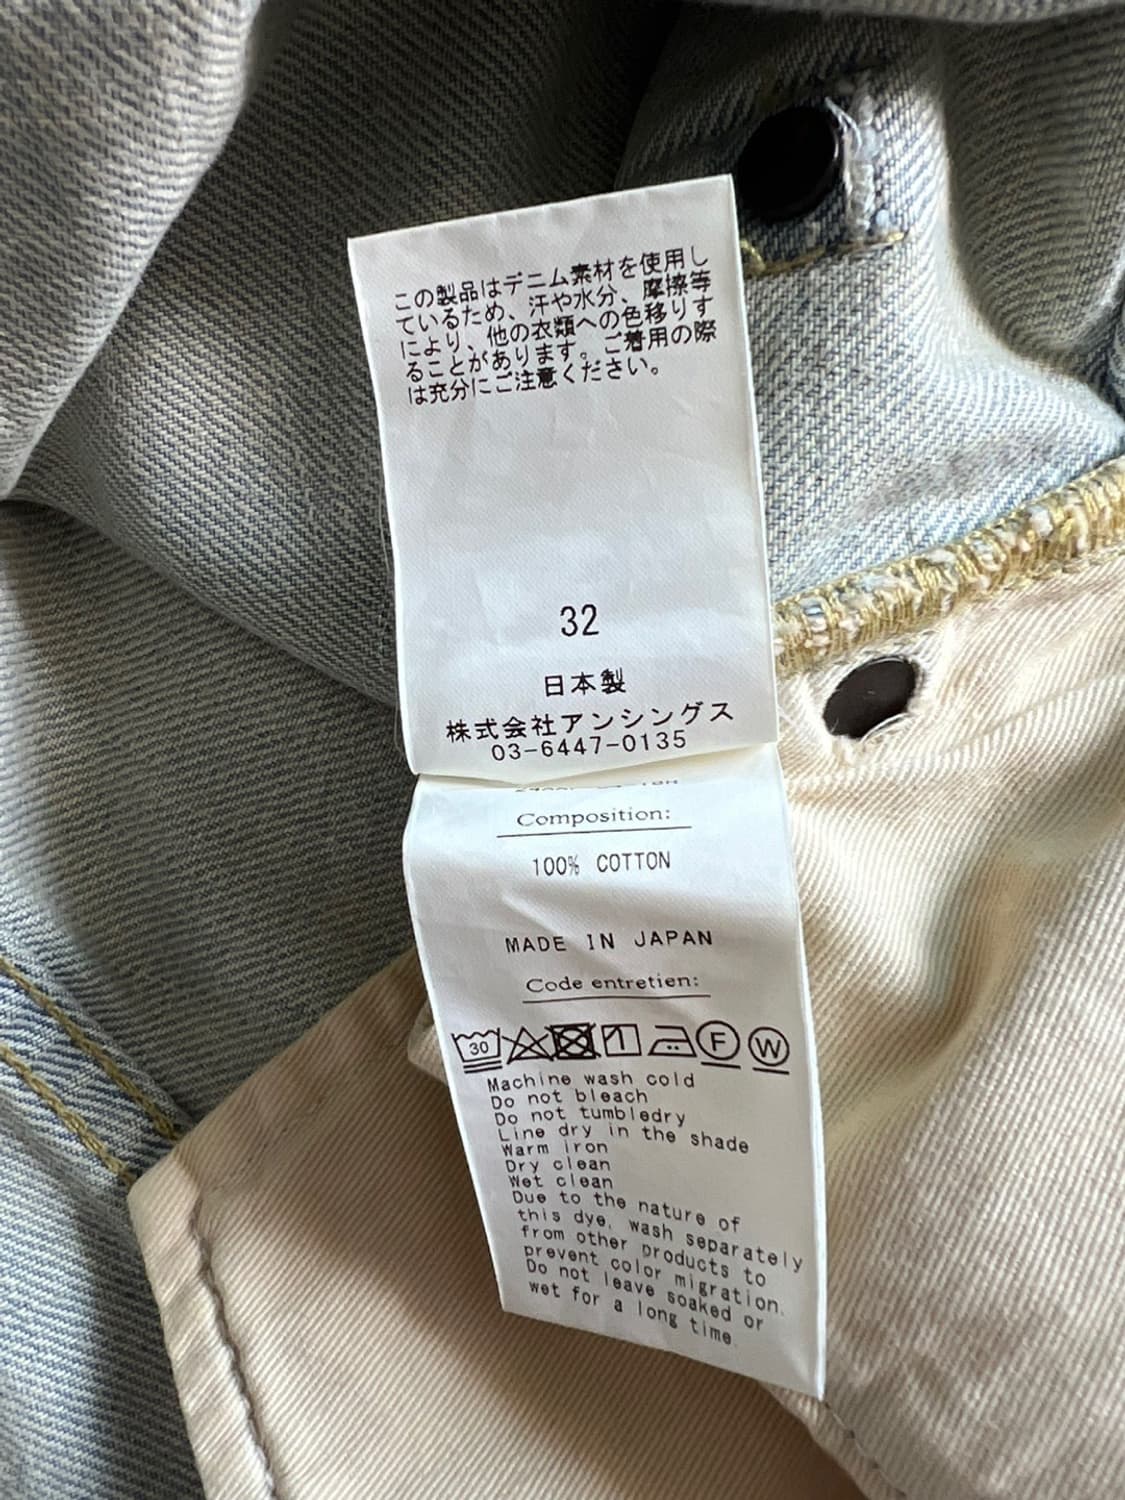 この製品はデニム素材を使用し
ているため、汗や水分、摩擦等
により、他の衣類への色移りす
ることがあります。ご着用の際
は充分にご注意ください。
32
日本製
株式会社アンシングス
03-6447-0135
Composition:
100% COTTON
MADE IN JAPAN
Code entretien:
30 F W
Machine wash cold
Do not bleach
Do not tumbledry
Line dry in the shade
Warm iron
Dry clean
Wet clean
Due to the nature of
this dye, wash separately
from other products to
prevent color migration.
Do not leave soaked or
wet for a long time.